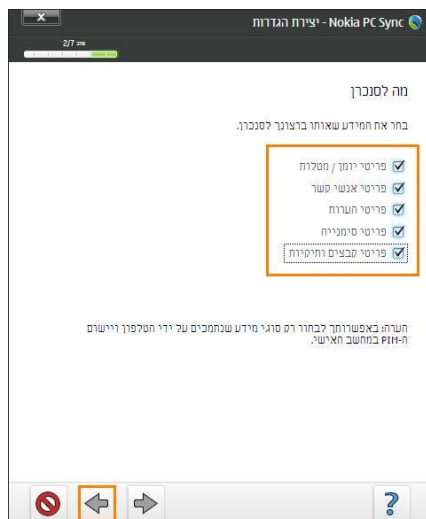 Nokia PC Sync - יצירת הגדרות
שלב 2/7
מה לסנכרן
בחר את המידע שאותו ברצונך לסנכרן.
פריטי יומן / מטלות
פריטי אנשי קשר
פריטי הערות
פריטי סימנייה
פריטי קבצים ותיקיות
הערה: באפשרותך לבחור רק סוגי מידע שנתמכים על ידי הטלפון ויישום
ה-PIM במחשב האישי.
?